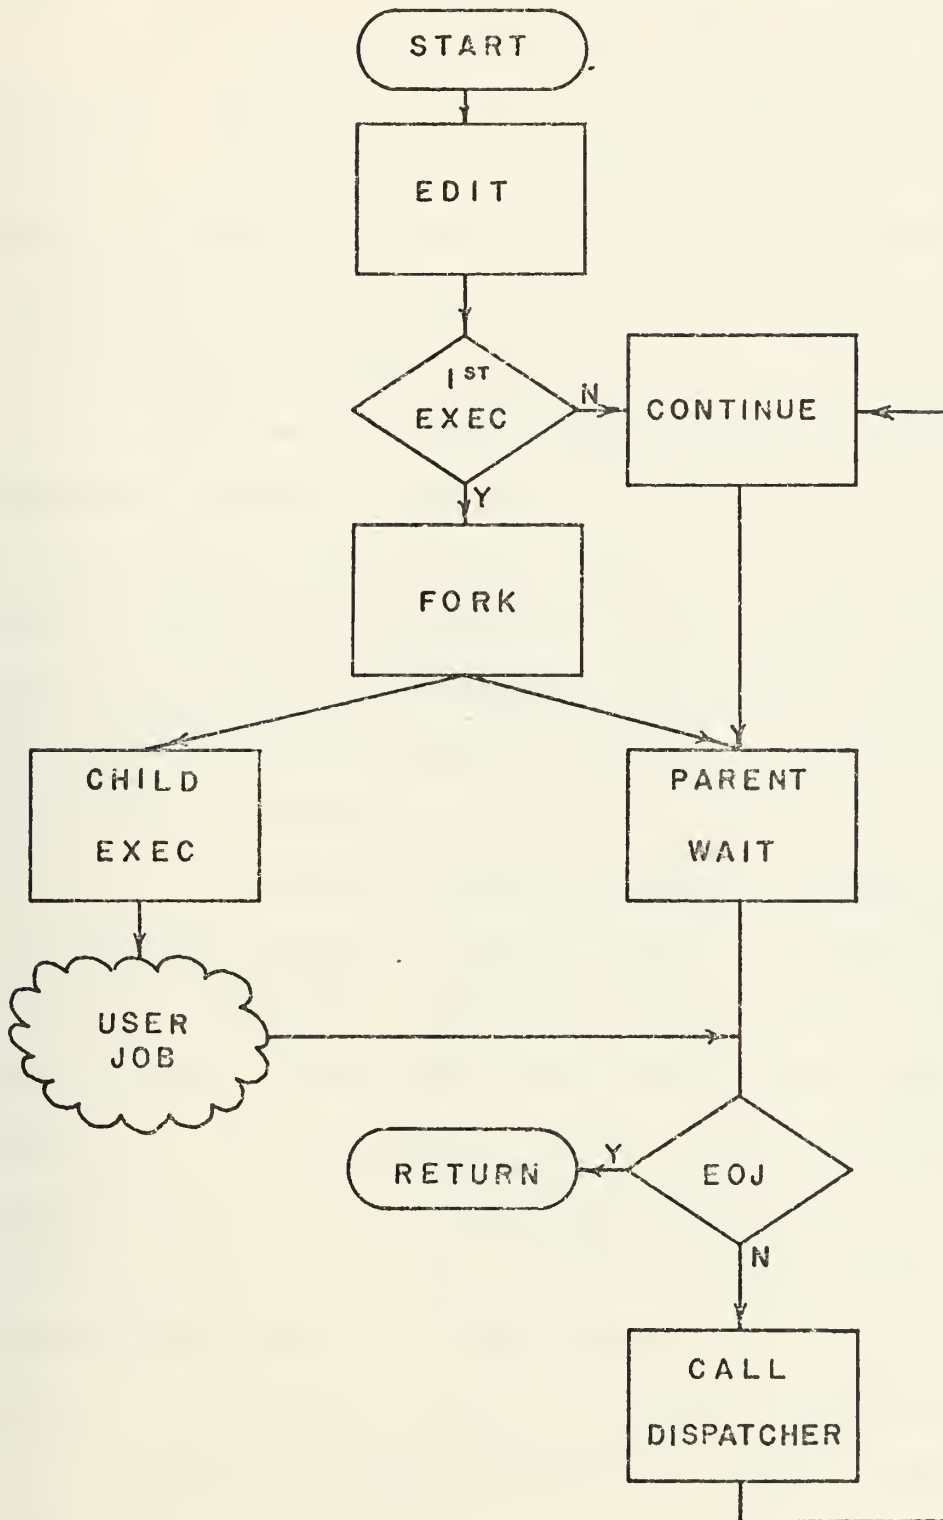 START
EDIT
1ST
EXEC
N
CONTINUE
Y
FORK
CHILD
EXEC
PARENT
WAIT
USER
JOB
RETURN
Y
EOJ
N
CALL
DISPATCHER